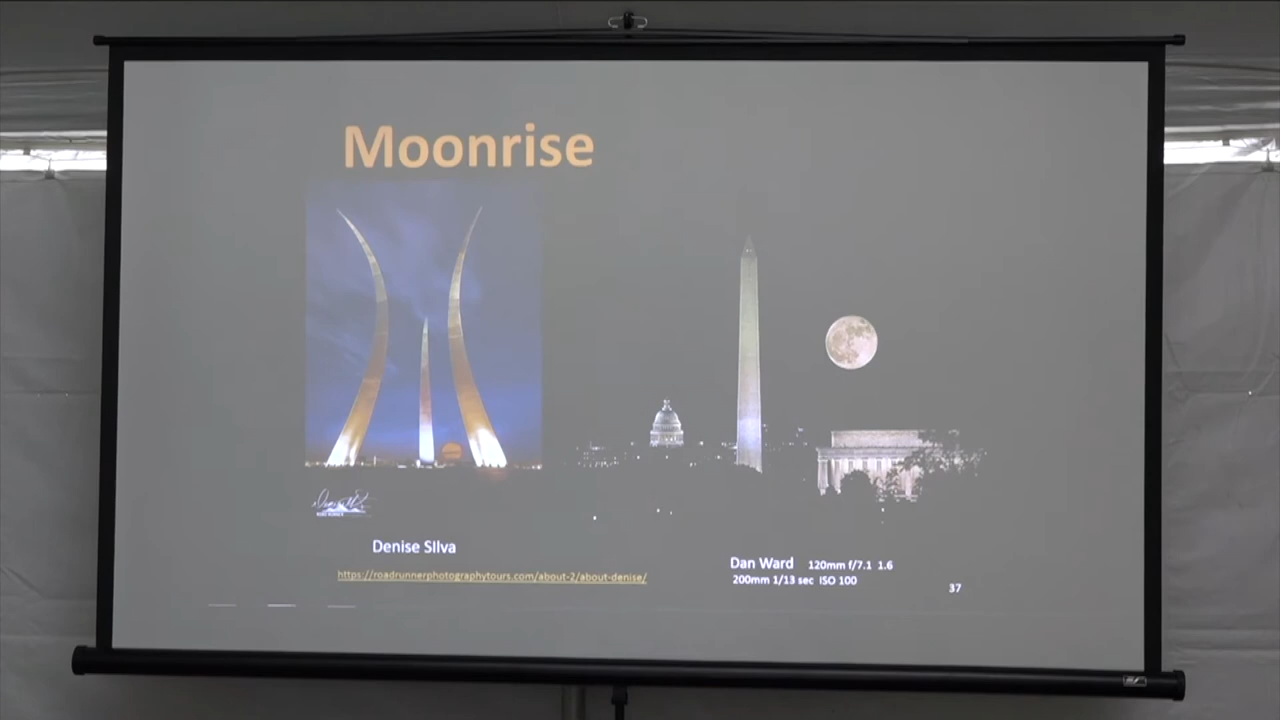 Moonrise
Denise SIlva
https://roadrunnerphotographytours.com/about-2/about-denise/
Dan Ward 120mm f/7.1 1.6
200mm 1/13 sec ISO 100
37